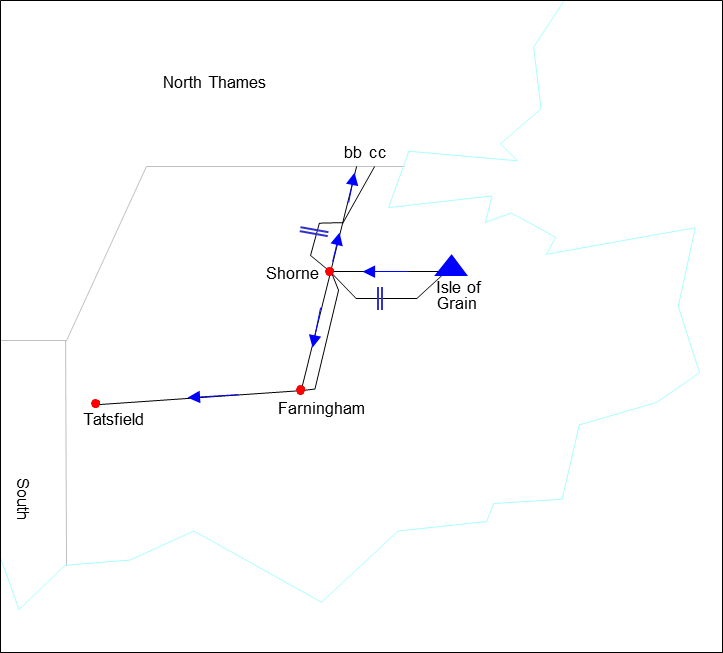 North Thames
bb cc
Shorne
Isle of
Grain
Farningham
Tatsfield
South